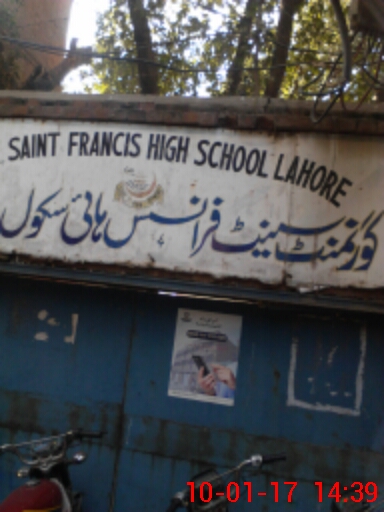 SAINT FRANCIS HIGH SCHOOL LAHORE
گورنمنٹ سینٹ فرانسس ہائی سکول
10-01-17 14:39